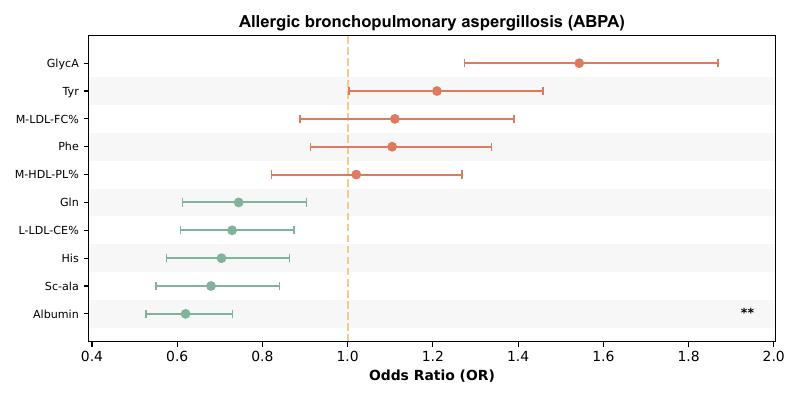 Allergic bronchopulmonary aspergillosis (ABPA)
GlycA
Tyr
M-LDL-FC%
Phe
M-HDL-PL%
Gln
L-LDL-CE%
His
Sc-ala
Albumin
**
0.4 0.6 0.8 1.0 1.2 1.4 1.6 1.8 2.0
Odds Ratio (OR)